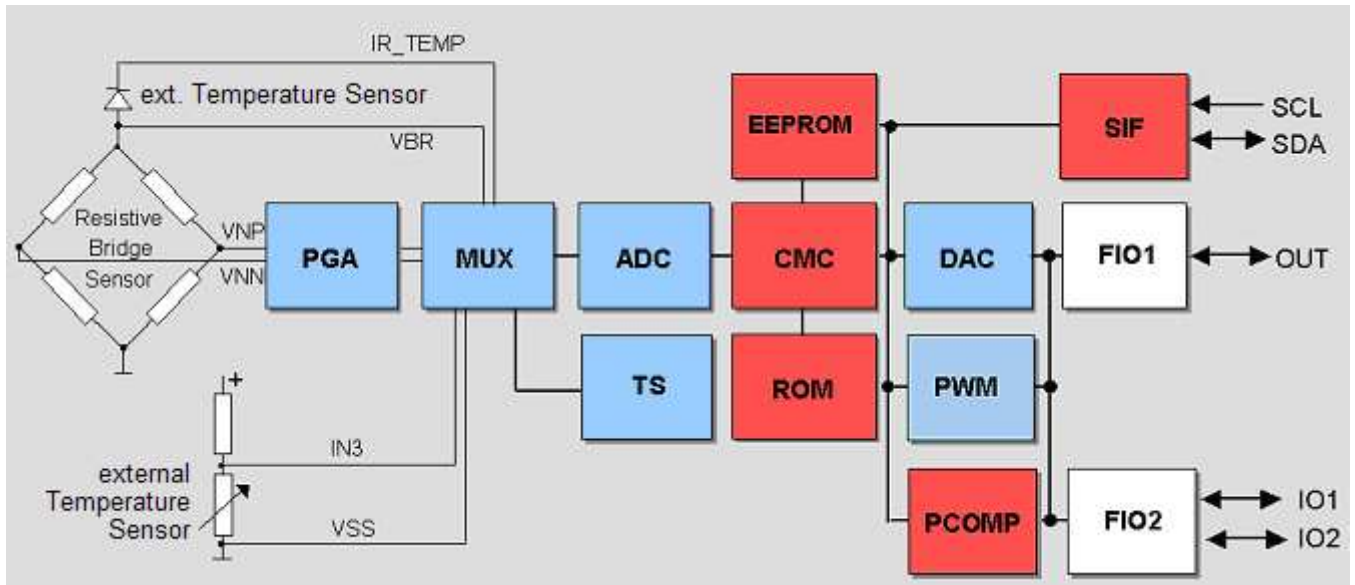 IR_TEMP
ext. Temperature Sensor
VBR
Resistive
Bridge
Sensor
VNP
VNN
PGA
MUX
ADC
TS
EEPROM
CMC
ROM
SIF
SCL
SDA
DAC
FIO1
OUT
PWM
PCOMP
FIO2
IO1
IO2
+
IN3
external
Temperature
Sensor
VSS